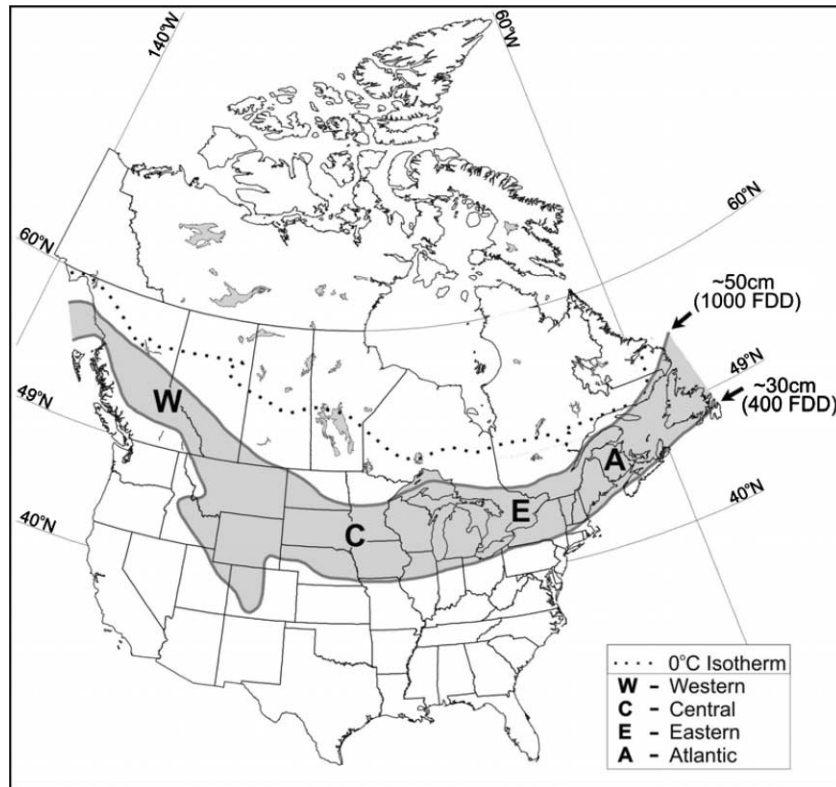 140°W
60°W
60°N
60°N
~50cm
(1000 FDD)
49°N
~30cm
(400 FDD)
49°N
40°N
40°N
W
A
E
C
0°C Isotherm
W - Western
C - Central
E - Eastern
A - Atlantic